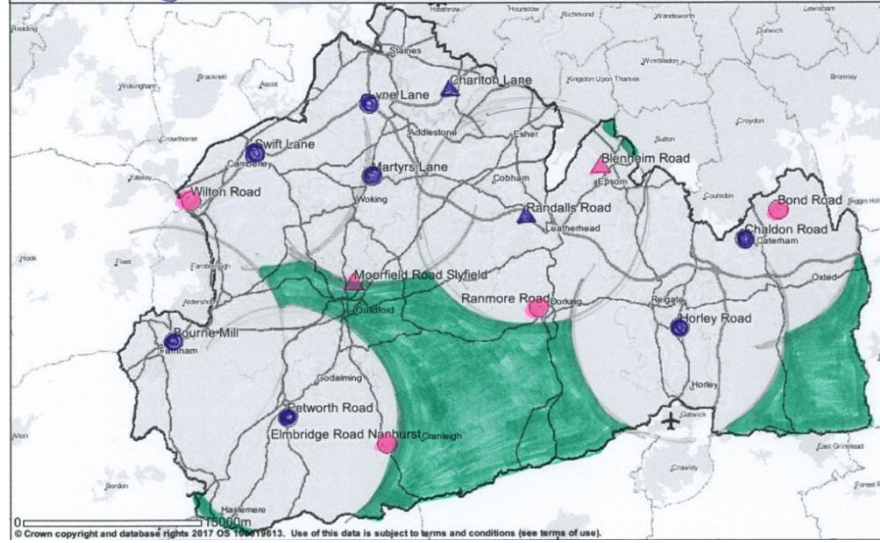 Hounslow
Richmond
Wandsworth
Lewisham
Reading
Dulwich
Staines
Wimbledon
Bracknell
Ascot
Charlton Lane
Kingston Upon Thames
Bromley
Wokingham
Lyne Lane
Croydon
Crowthorne
Addlestone
Esher
Sutton
Swift Lane
Blenheim Road
Camberley
Martyrs Lane
Cobham
Epsom
Yateley
Wilton Road
Woking
Coulsdon
Bond Road
Biggin Hill
Randalls Road
Leatherhead
Chaldon Road
Caterham
Hook
Fleet
Farnborough
Moorfield Road Slyfield
Oxted
Aldershot
Ranmore Road
Dorking
Reigate
Guildford
Horley Road
Bourne Mill
Farnham
Godalming
Horley
Petworth Road
Gatwick
Elmbridge Road Nanhurst
Cranleigh
Alton
East Grinstead
Crawley
Bordon
Haslemere
0
15000m
© Crown copyright and database rights 2017 OS 100019613. Use of this data is subject to terms and conditions (see terms of use).